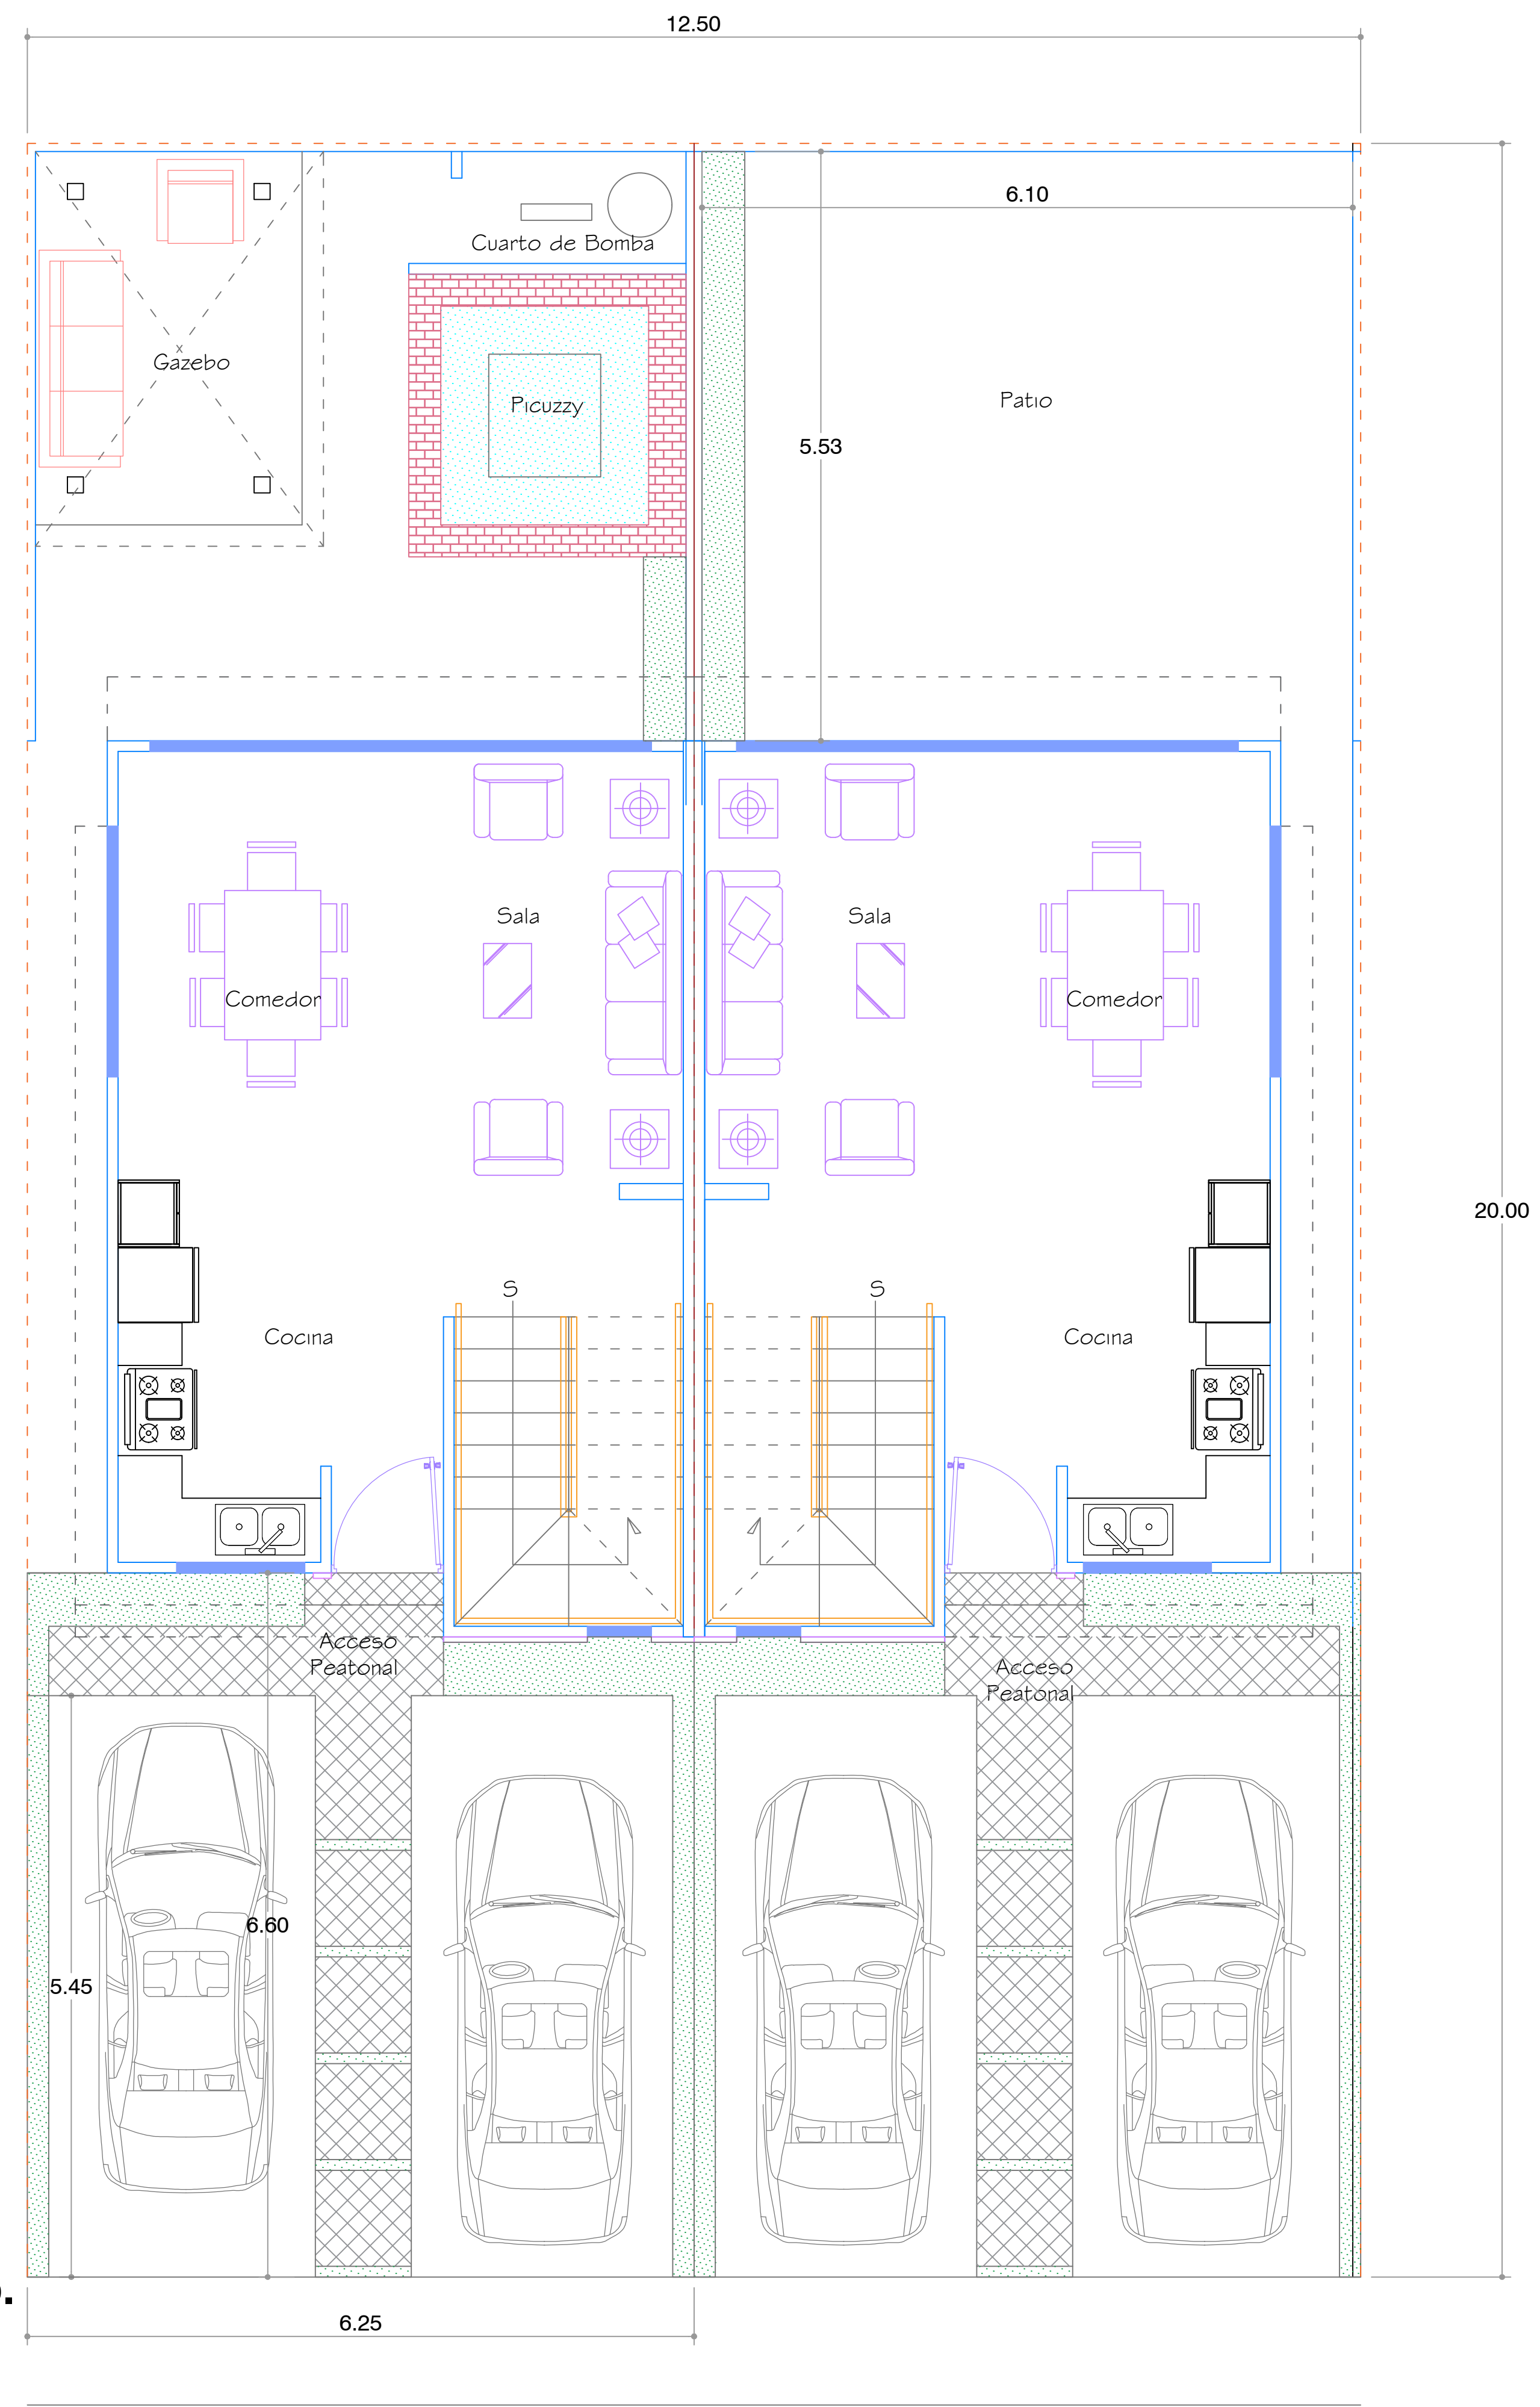 12.50
6.10
Cuarto de Bomba
Gazebo
Picuzzy
Patio
5.53
Sala
Sala
Comedor
Comedor
20.00
S
S
Cocina
Cocina
Acceso
Peatonal
Acceso
Peatonal
6.60
5.45
6.25